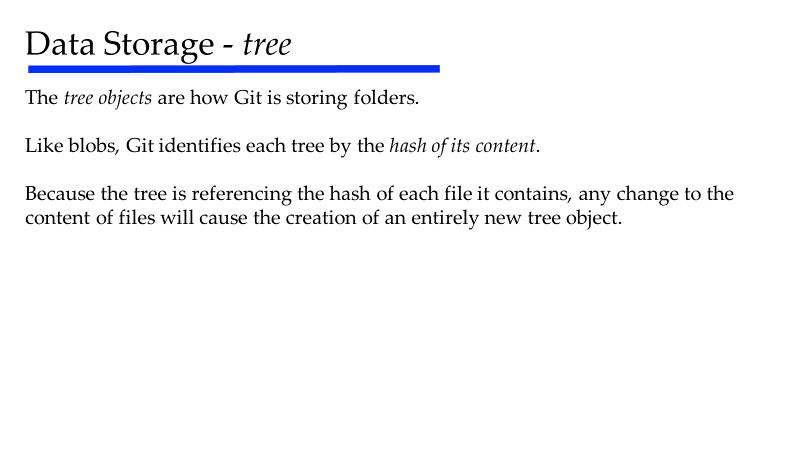 Data Storage - tree
The tree objects are how Git is storing folders.
Like blobs, Git identifies each tree by the hash of its content.
Because the tree is referencing the hash of each file it contains, any change to the
content of files will cause the creation of an entirely new tree object.